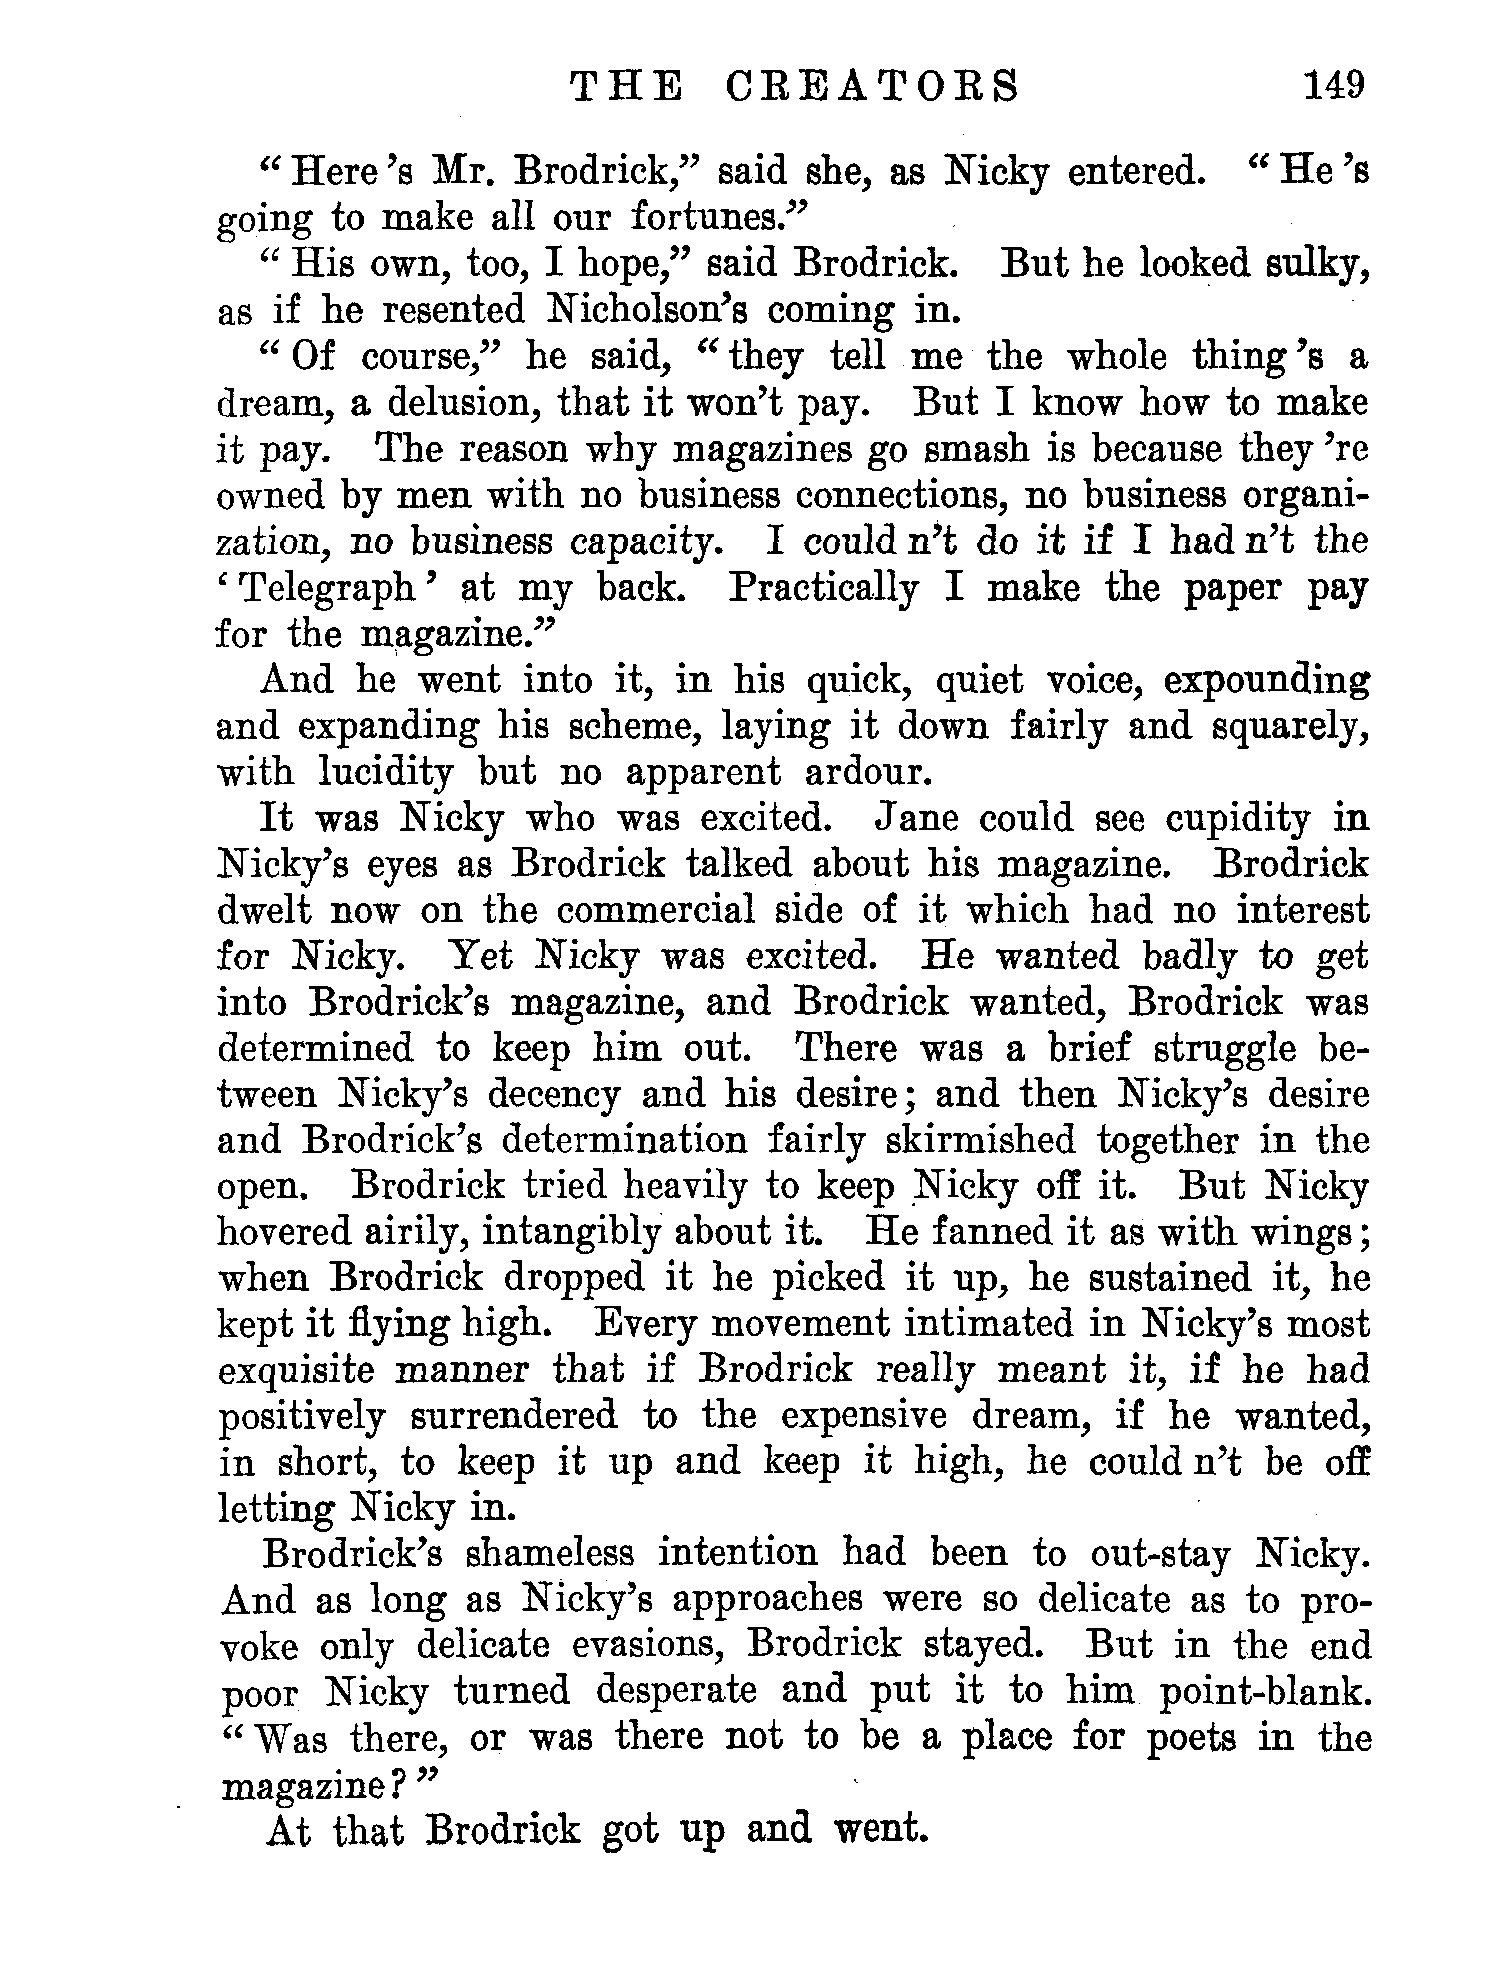 THE CREATORS 149
“Here’s Mr. Brodrick,” said she, as Nicky entered. “He’s
going to make all our fortunes.”
“His own, too, I hope,” said Brodrick. But he looked sulky,
as if he resented Nicholson’s coming in.
“Of course,” he said, “they tell me the whole thing’s a
dream, a delusion, that it won’t pay. But I know how to make
it pay. The reason why magazines go smash is because they’re
owned by men with no business connections, no business organi-
zation, no business capacity. I couldn’t do it if I hadn’t the
‘Telegraph’ at my back. Practically I make the paper pay
for the magazine.”
And he went into it, in his quick, quiet voice, expounding
and expanding his scheme, laying it down fairly and squarely,
with lucidity but no apparent ardour.
It was Nicky who was excited. Jane could see cupidity in
Nicky’s eyes as Brodrick talked about his magazine. Brodrick
dwelt now on the commercial side of it which had no interest
for Nicky. Yet Nicky was excited. He wanted badly to get
into Brodrick’s magazine, and Brodrick wanted, Brodrick was
determined to keep him out. There was a brief struggle be-
tween Nicky’s decency and his desire; and then Nicky’s desire
and Brodrick’s determination fairly skirmished together in the
open. Brodrick tried heavily to keep Nicky off it. But Nicky
hovered airily, intangibly about it. He fanned it as with wings;
when Brodrick dropped it he picked it up, he sustained it, he
kept it flying high. Every movement intimated in Nicky’s most
exquisite manner that if Brodrick really meant it, if he had
positively surrendered to the expensive dream, if he wanted,
in short, to keep it up and keep it high, he couldn’t be off
letting Nicky in.
Brodrick’s shameless intention had been to out-stay Nicky.
And as long as Nicky’s approaches were so delicate as to pro-
voke only delicate evasions, Brodrick stayed. But in the end
poor Nicky turned desperate and put it to him point-blank.
“Was there, or was there not to be a place for poets in the
magazine?”
At that Brodrick got up and went.